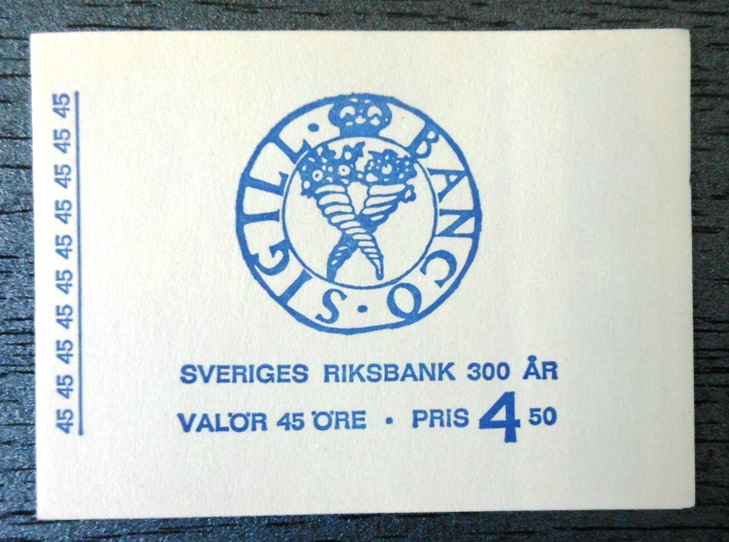 BANCO · SIGILL ·
SVERIGES RIKSBANK 300 ÅR
VALÖR 45 ÖRE · PRIS 4 50
45 45 45 45 45 45 45 45 45 45